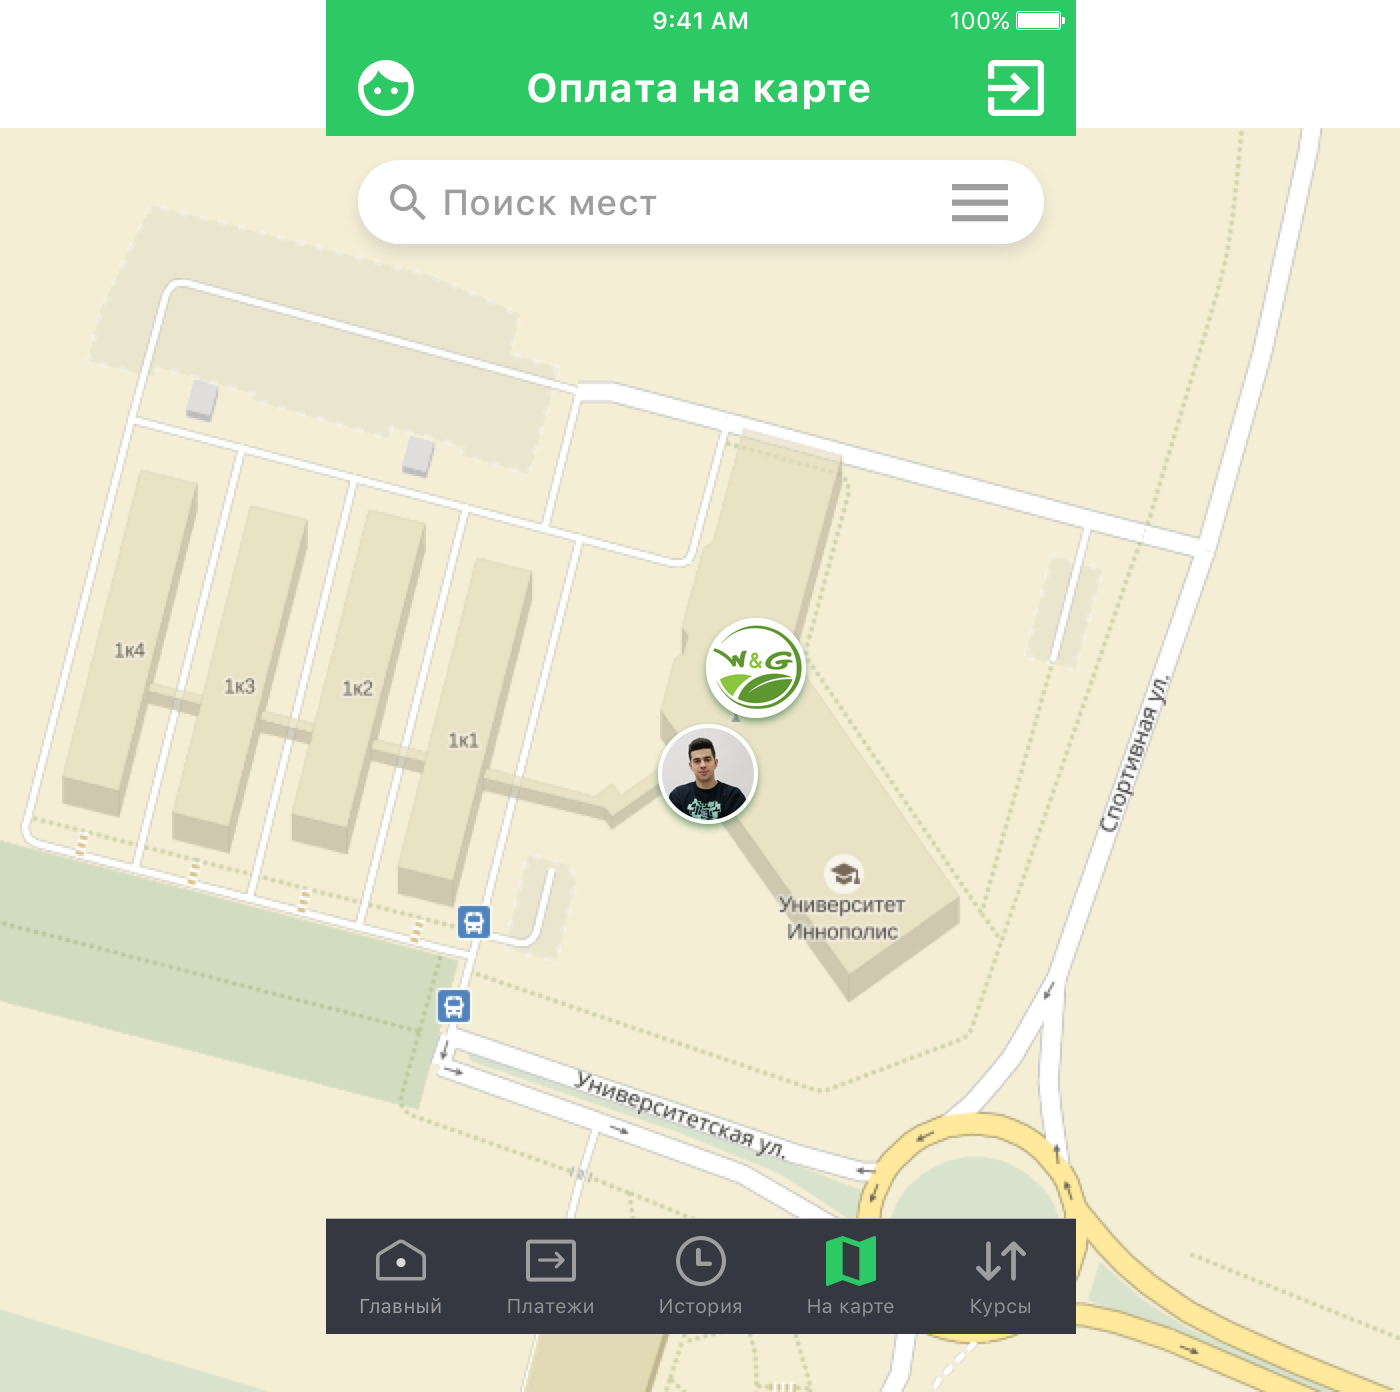 9:41 AM
100%
Оплата на карте
Поиск мест
1к4
1к3
1к2
1к1
W&G
Спортивная ул.
Университет
Иннополис
Университетская ул.
Главный
Платежи
История
На карте
Курсы